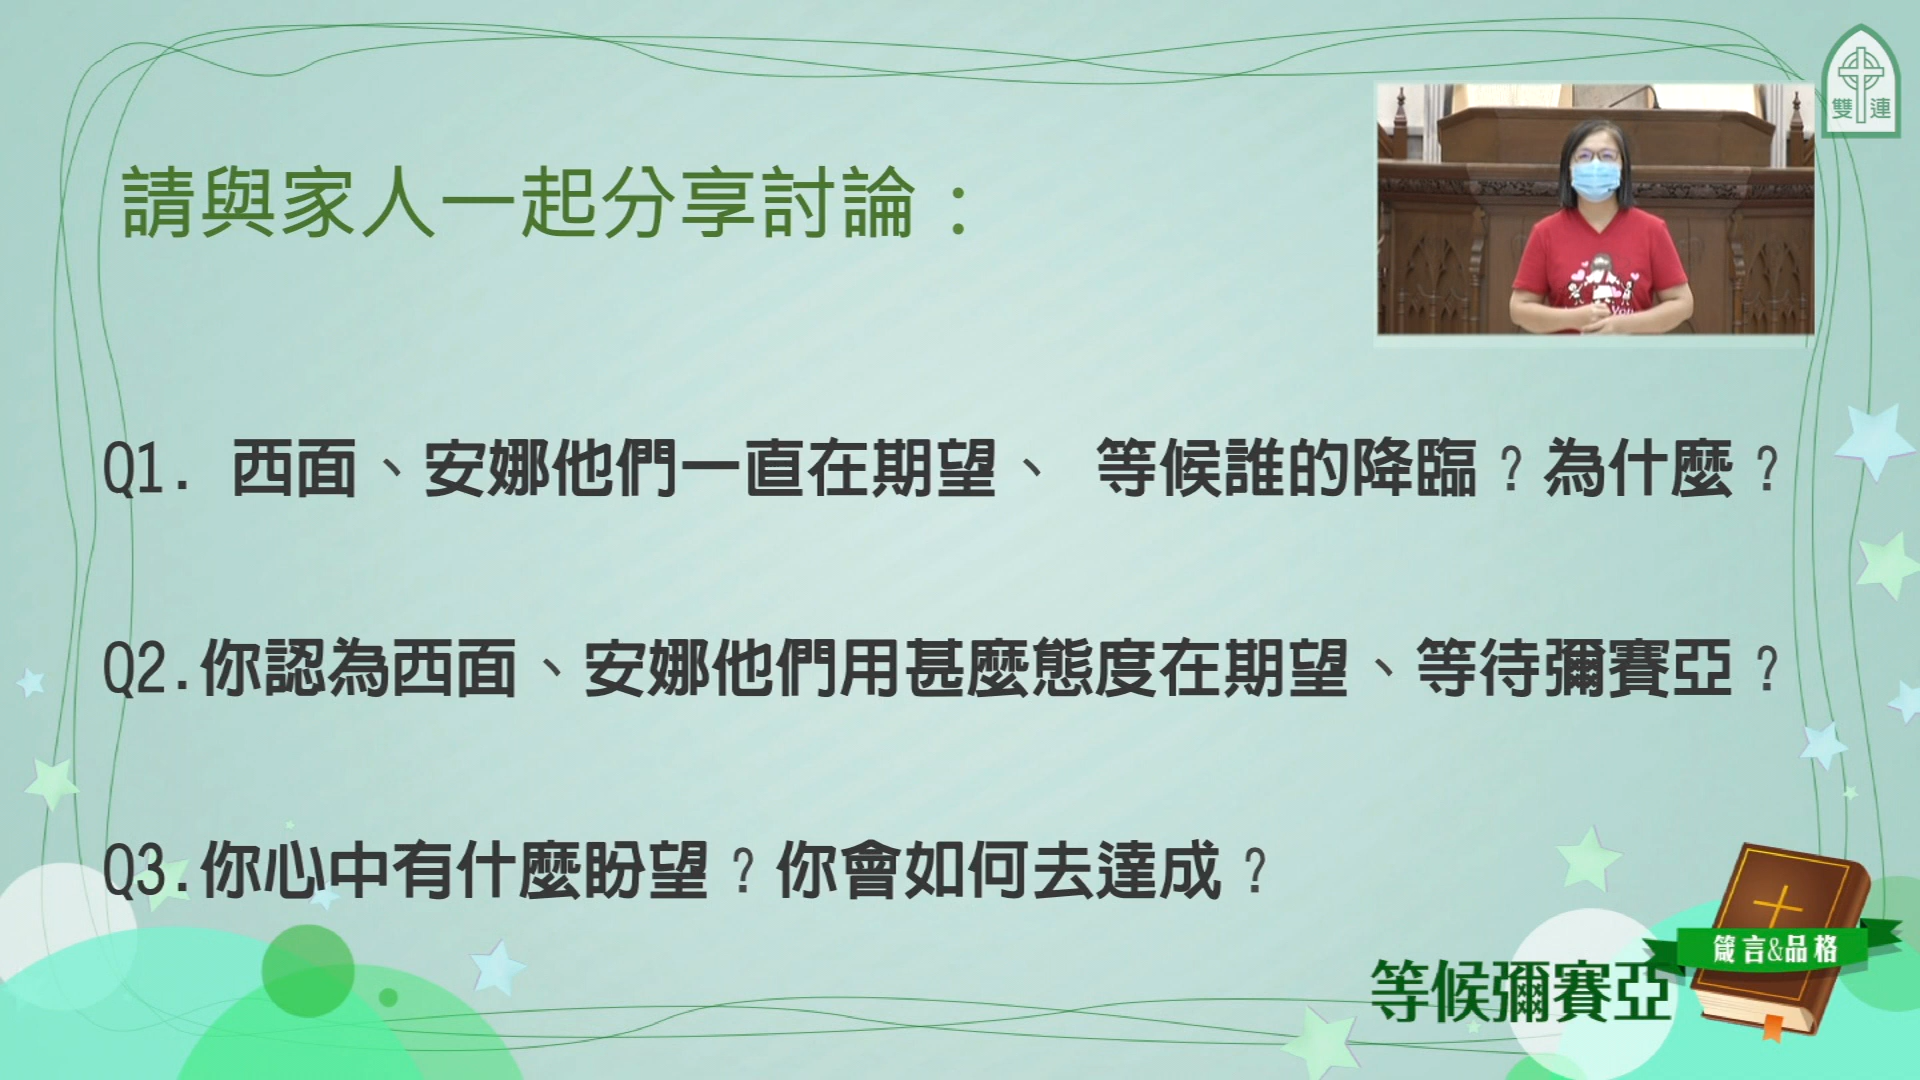 雙連
請與家人一起分享討論：
YOU
Q1. 西面、安娜他們一直在期望、 等候誰的降臨？為什麼？
Q2.你認為西面、安娜他們用甚麼態度在期望、等待彌賽亞？
Q3.你心中有什麼盼望？你會如何去達成？
箴言&品格
等候彌賽亞